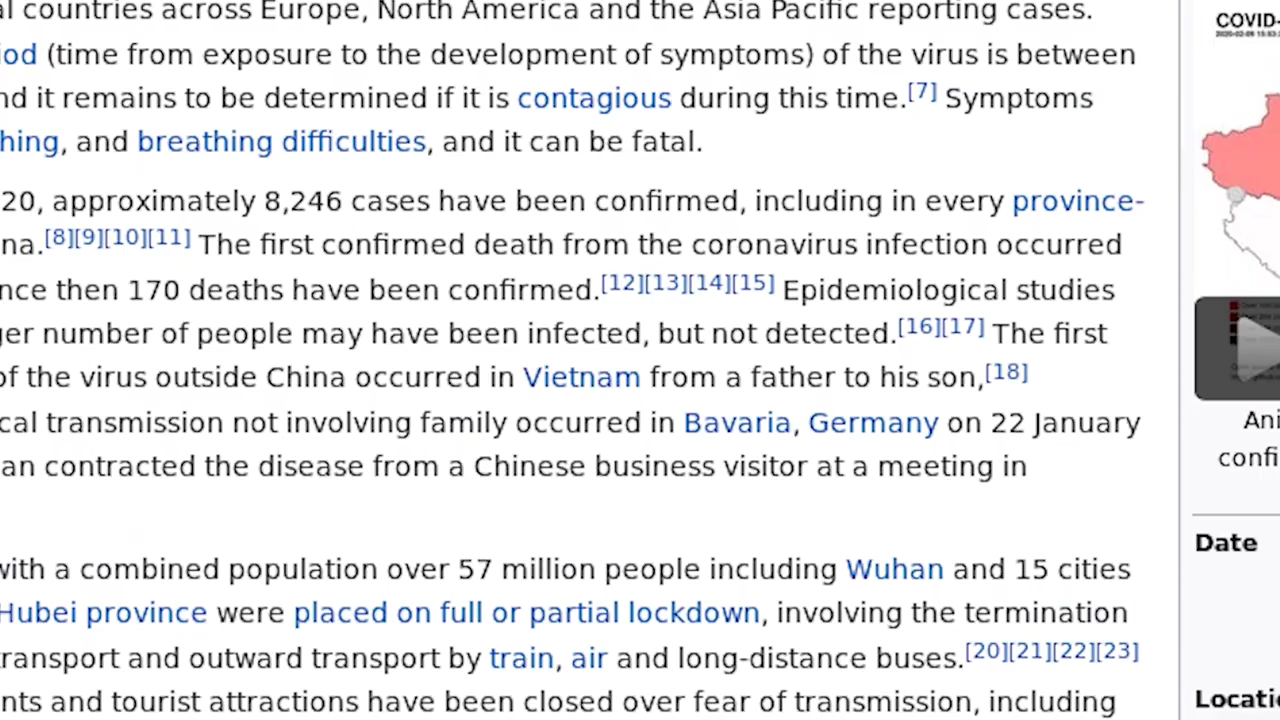 al countries across Europe, North America and the Asia Pacific reporting cases.
iod (time from exposure to the development of symptoms) of the virus is between
nd it remains to be determined if it is contagious during this time.[7] Symptoms
hing, and breathing difficulties, and it can be fatal.
20, approximately 8,246 cases have been confirmed, including in every province-
na.[8][9][10][11] The first confirmed death from the coronavirus infection occurred
nce then 170 deaths have been confirmed.[12][13][14][15] Epidemiological studies
ger number of people may have been infected, but not detected.[16][17] The first
of the virus outside China occurred in Vietnam from a father to his son,[18]
cal transmission not involving family occurred in Bavaria, Germany on 22 January
an contracted the disease from a Chinese business visitor at a meeting in
with a combined population over 57 million people including Wuhan and 15 cities
Hubei province were placed on full or partial lockdown, involving the termination
transport and outward transport by train, air and long-distance buses.[20][21][22][23]
nts and tourist attractions have been closed over fear of transmission, including
COVID-
Ani
confi
Date
Locati